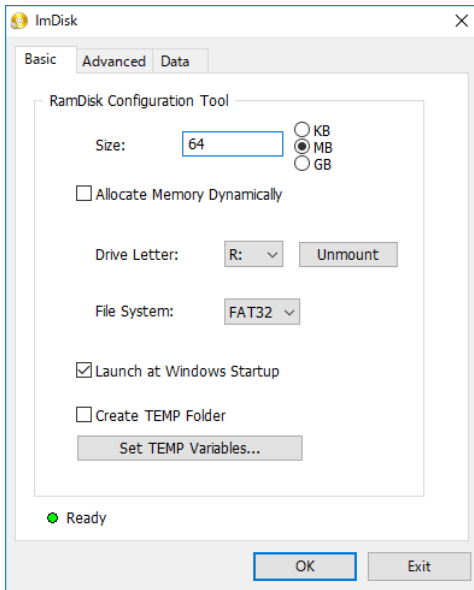 ImDisk
Basic Advanced Data
RamDisk Configuration Tool
Size: 64 KB
MB
GB
Allocate Memory Dynamically
Drive Letter: R: Unmount
File System: FAT32
Launch at Windows Startup
Create TEMP Folder
Set TEMP Variables...
Ready
OK Exit